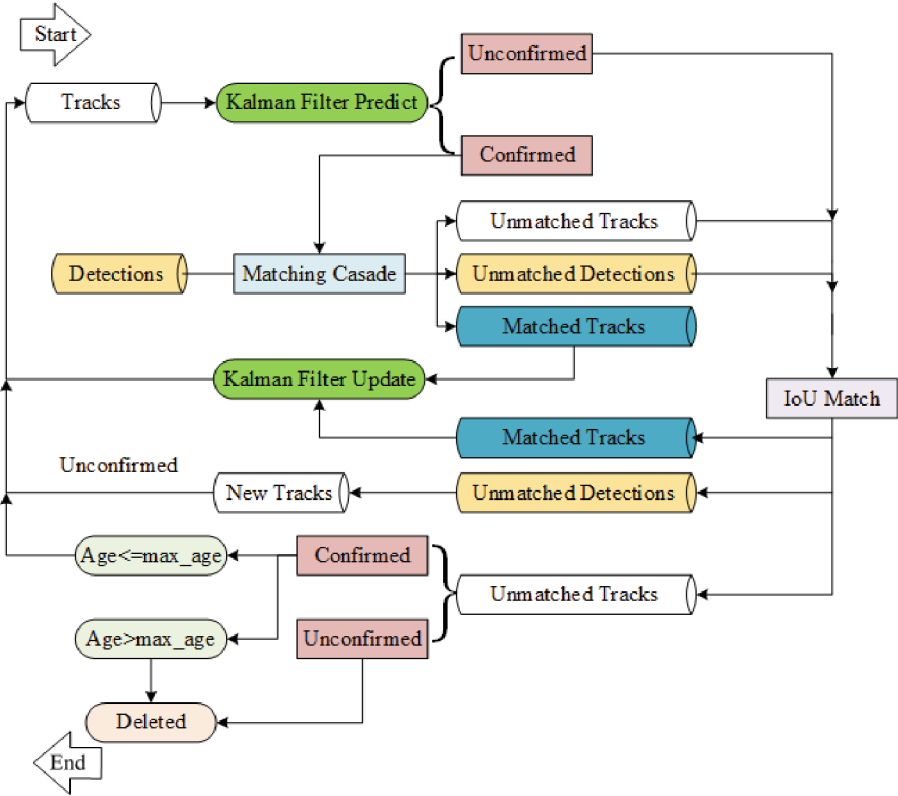 Start
Unconfirmed
Tracks
Kalman Filter Predict
Confirmed
Unmatched Tracks
Detections
Matching Casade
Unmatched Detections
Matched Tracks
Kalman Filter Update
IoU Match
Matched Tracks
Unconfirmed
New Tracks
Unmatched Detections
Age<=max_age
Confirmed
Unmatched Tracks
Age>max_age
Unconfirmed
Deleted
End